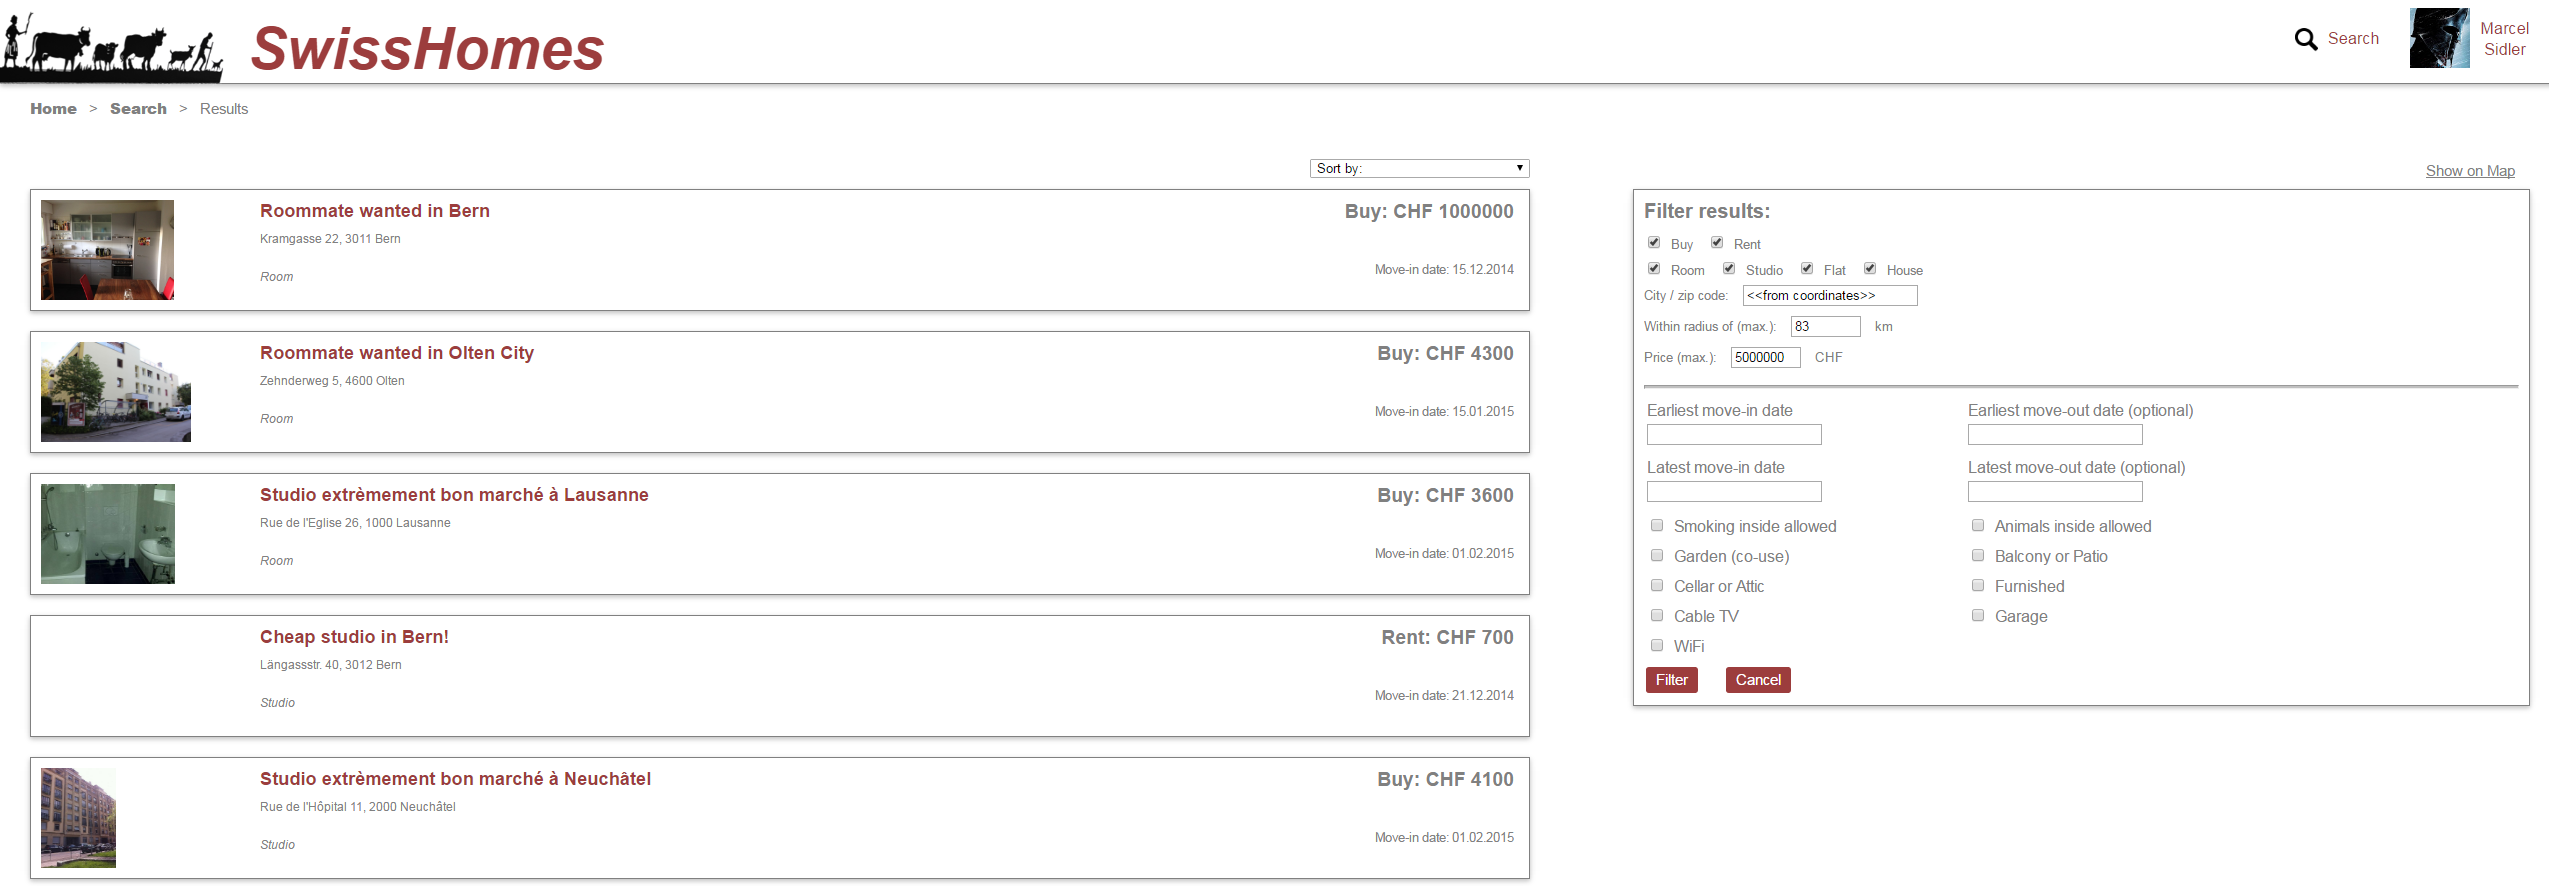 SwissHomes
Search
Marcel
Sidler
Home > Search > Results
Sort by:
Show on Map
Roommate wanted in Bern
Buy: CHF 1000000
Kramgasse 22, 3011 Bern
Move-in date: 15.12.2014
Room
Roommate wanted in Olten City
Buy: CHF 4300
Zehnderweg 5, 4600 Olten
Move-in date: 15.01.2015
Room
Studio extrèmement bon marché à Lausanne
Buy: CHF 3600
Rue de l'Eglise 26, 1000 Lausanne
Move-in date: 01.02.2015
Room
Cheap studio in Bern!
Rent: CHF 700
Längassstr. 40, 3012 Bern
Move-in date: 21.12.2014
Studio
Studio extrèmement bon marché à Neuchâtel
Buy: CHF 4100
Rue de l'Hôpital 11, 2000 Neuchâtel
Move-in date: 01.02.2015
Studio
Filter results:
Buy Rent
Room Studio Flat House
City / zip code: <<from coordinates>>
Within radius of (max.): 83 km
Price (max.): 5000000 CHF
Earliest move-in date
Earliest move-out date (optional)
Latest move-in date
Latest move-out date (optional)
Smoking inside allowed
Animals inside allowed
Garden (co-use)
Balcony or Patio
Cellar or Attic
Furnished
Cable TV
Garage
WiFi
Filter Cancel